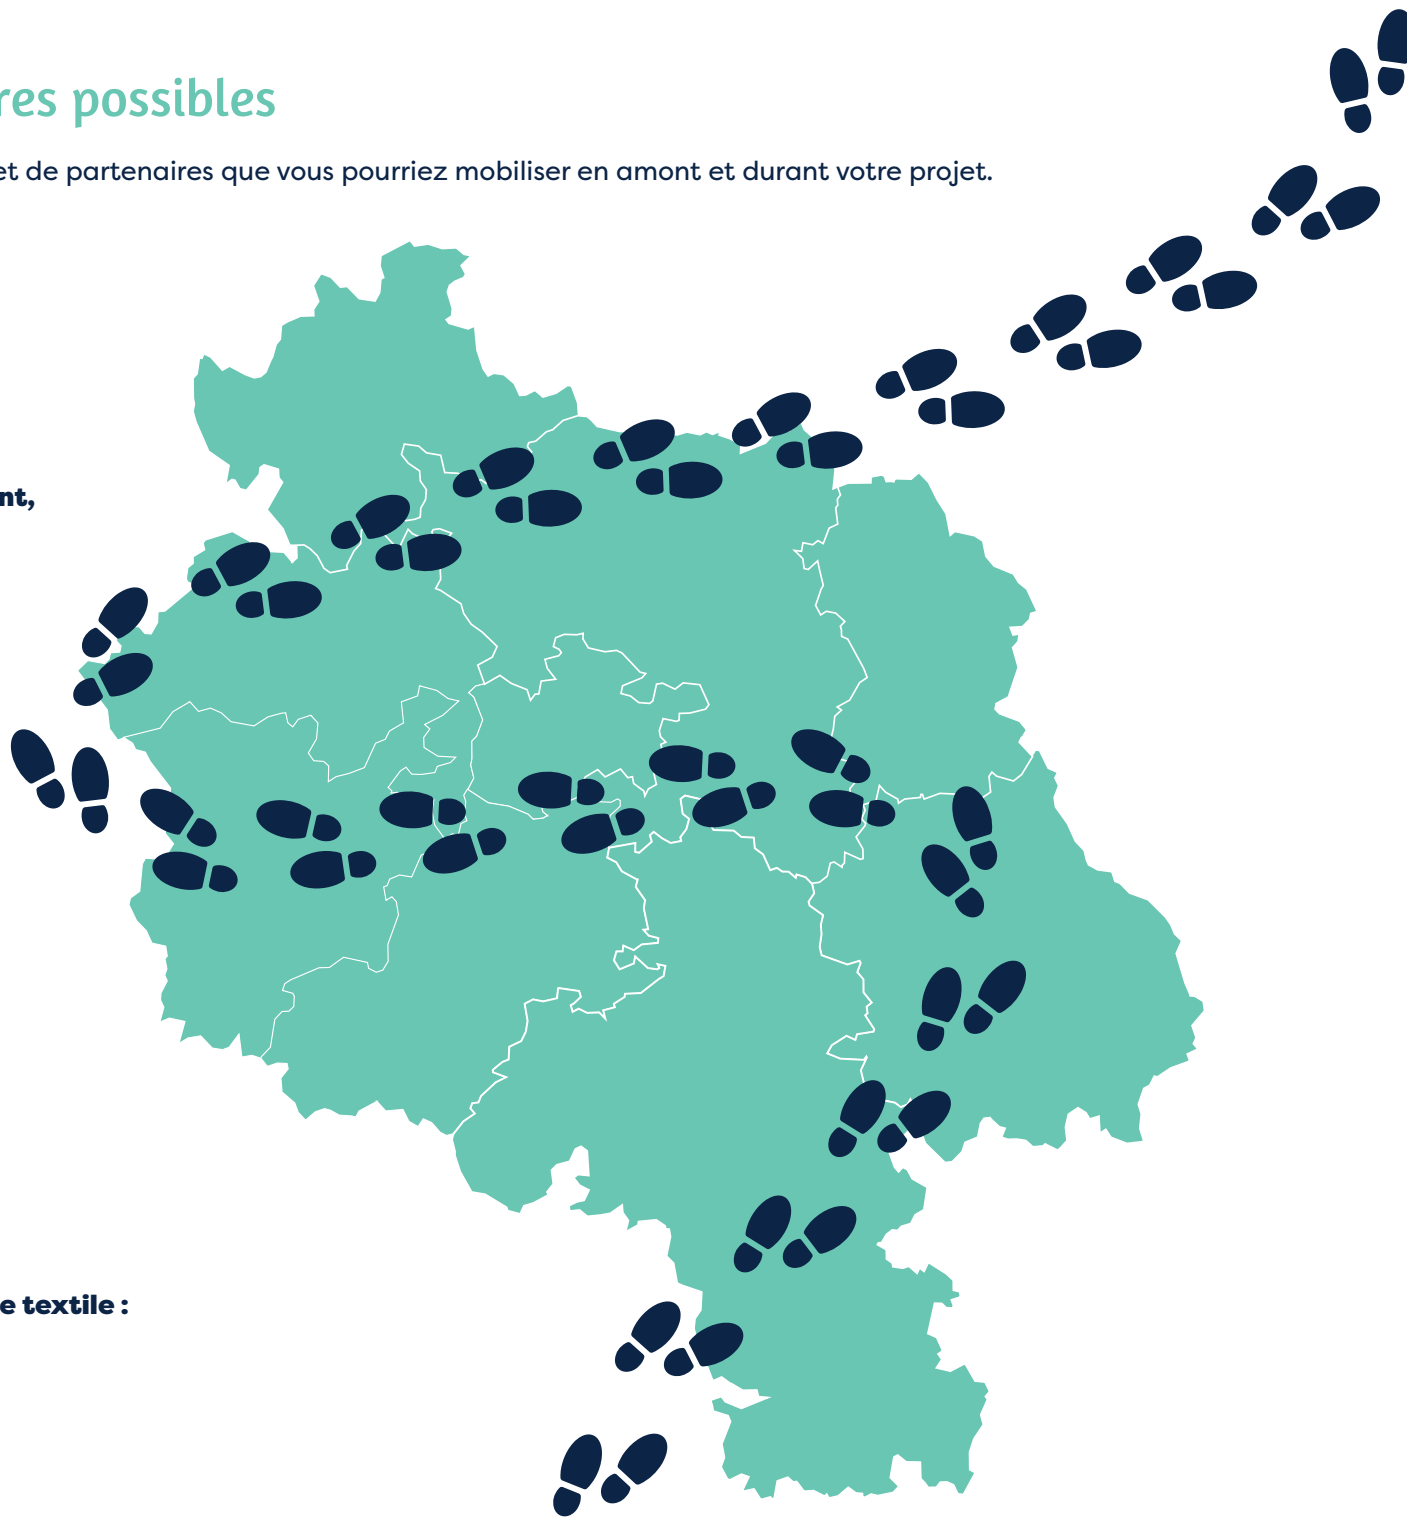 res possibles
et de partenaires que vous pourriez mobiliser en amont et durant votre projet.
nt,
e textile :